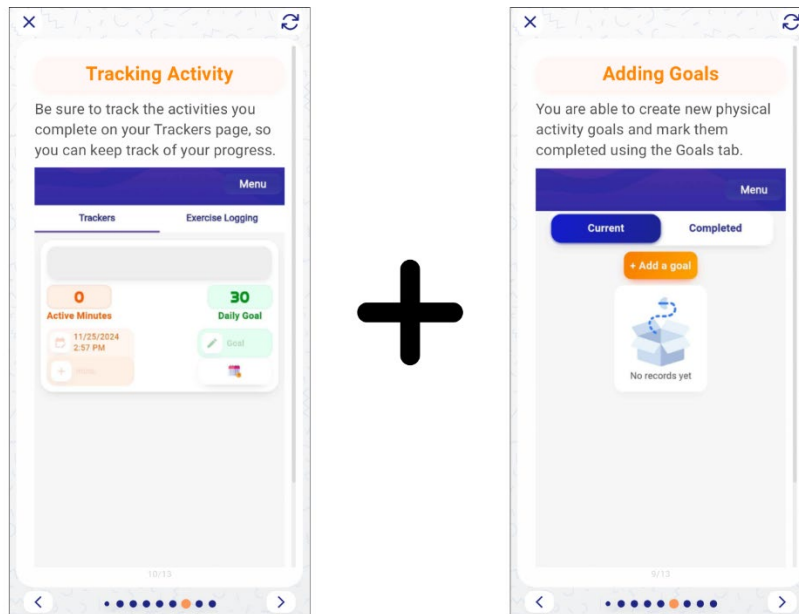 Tracking Activity
Be sure to track the activities you
complete on your Trackers page, so
you can keep track of your progress.
Menu
Trackers
Exercise Logging
0
Active Minutes
30
Daily Goal
11/25/2024
2:57 PM
Goal
10/13
Adding Goals
You are able to create new physical
activity goals and mark them
completed using the Goals tab.
Menu
Current
Completed
+ Add a goal
No records yet
9/13